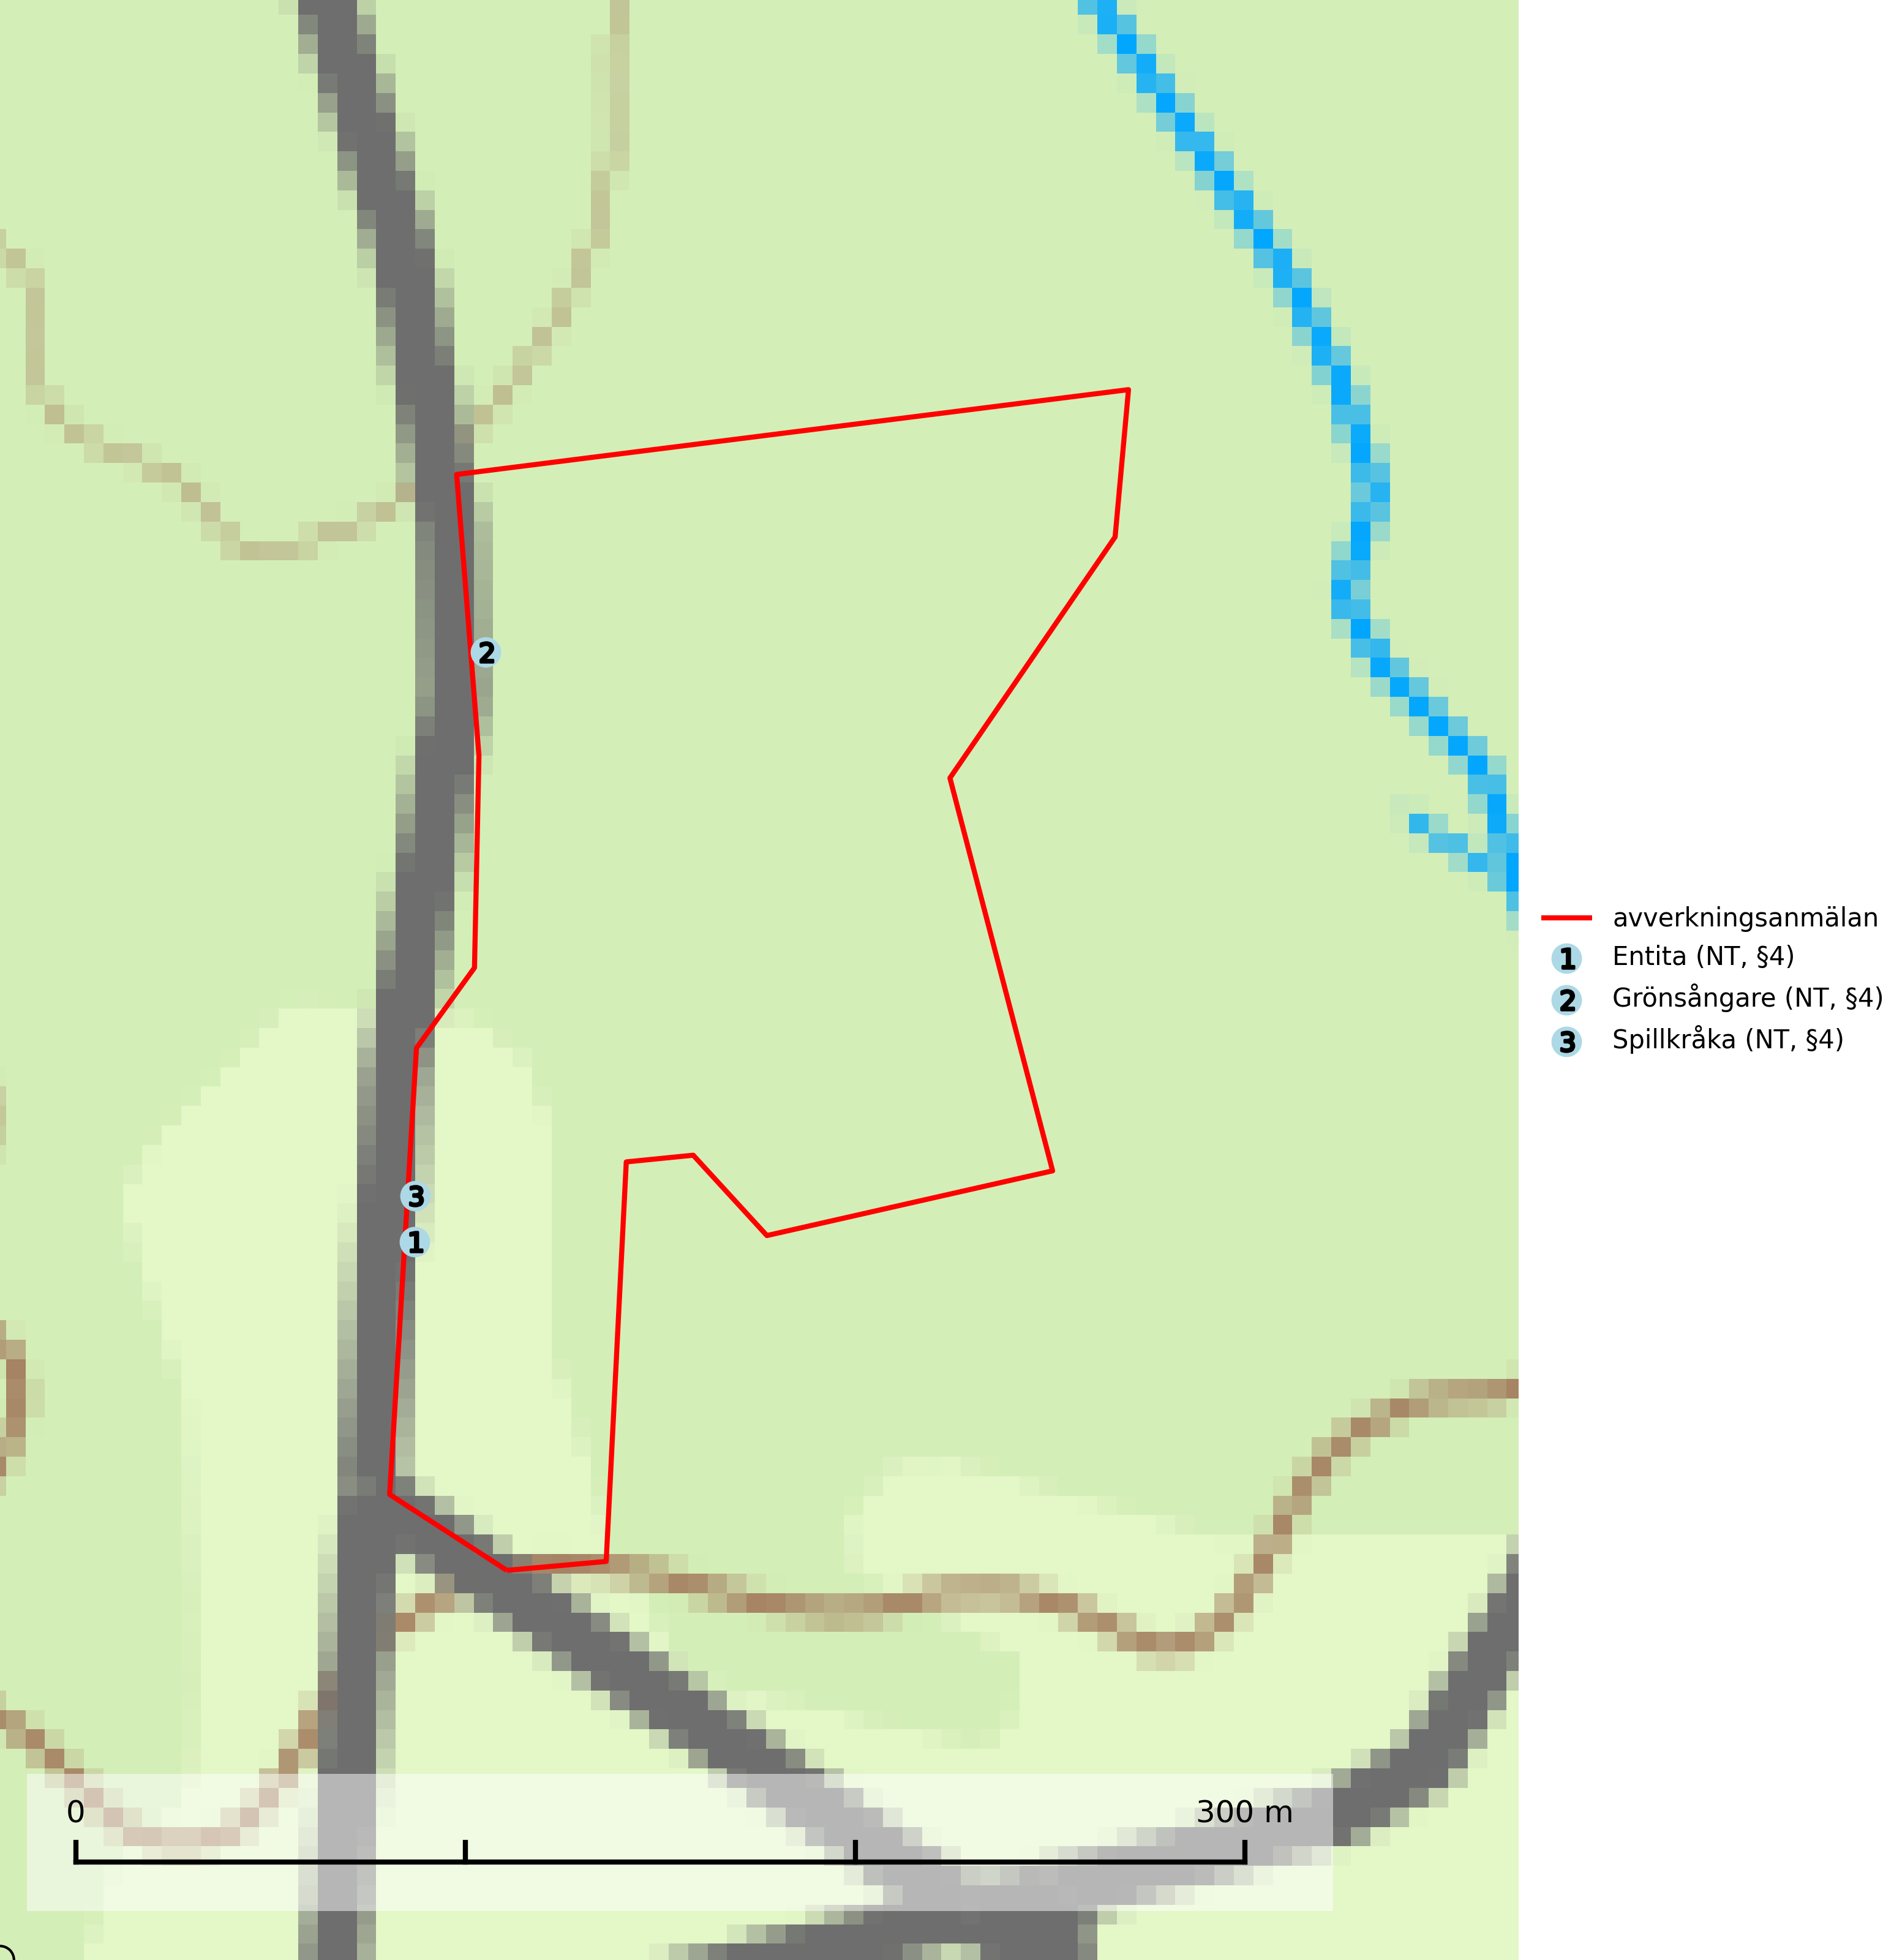 2
3
1
avverkningsanmälan
1 Entita (NT, §4)
2 Grönsångare (NT, §4)
3 Spillkråka (NT, §4)
0 300 m